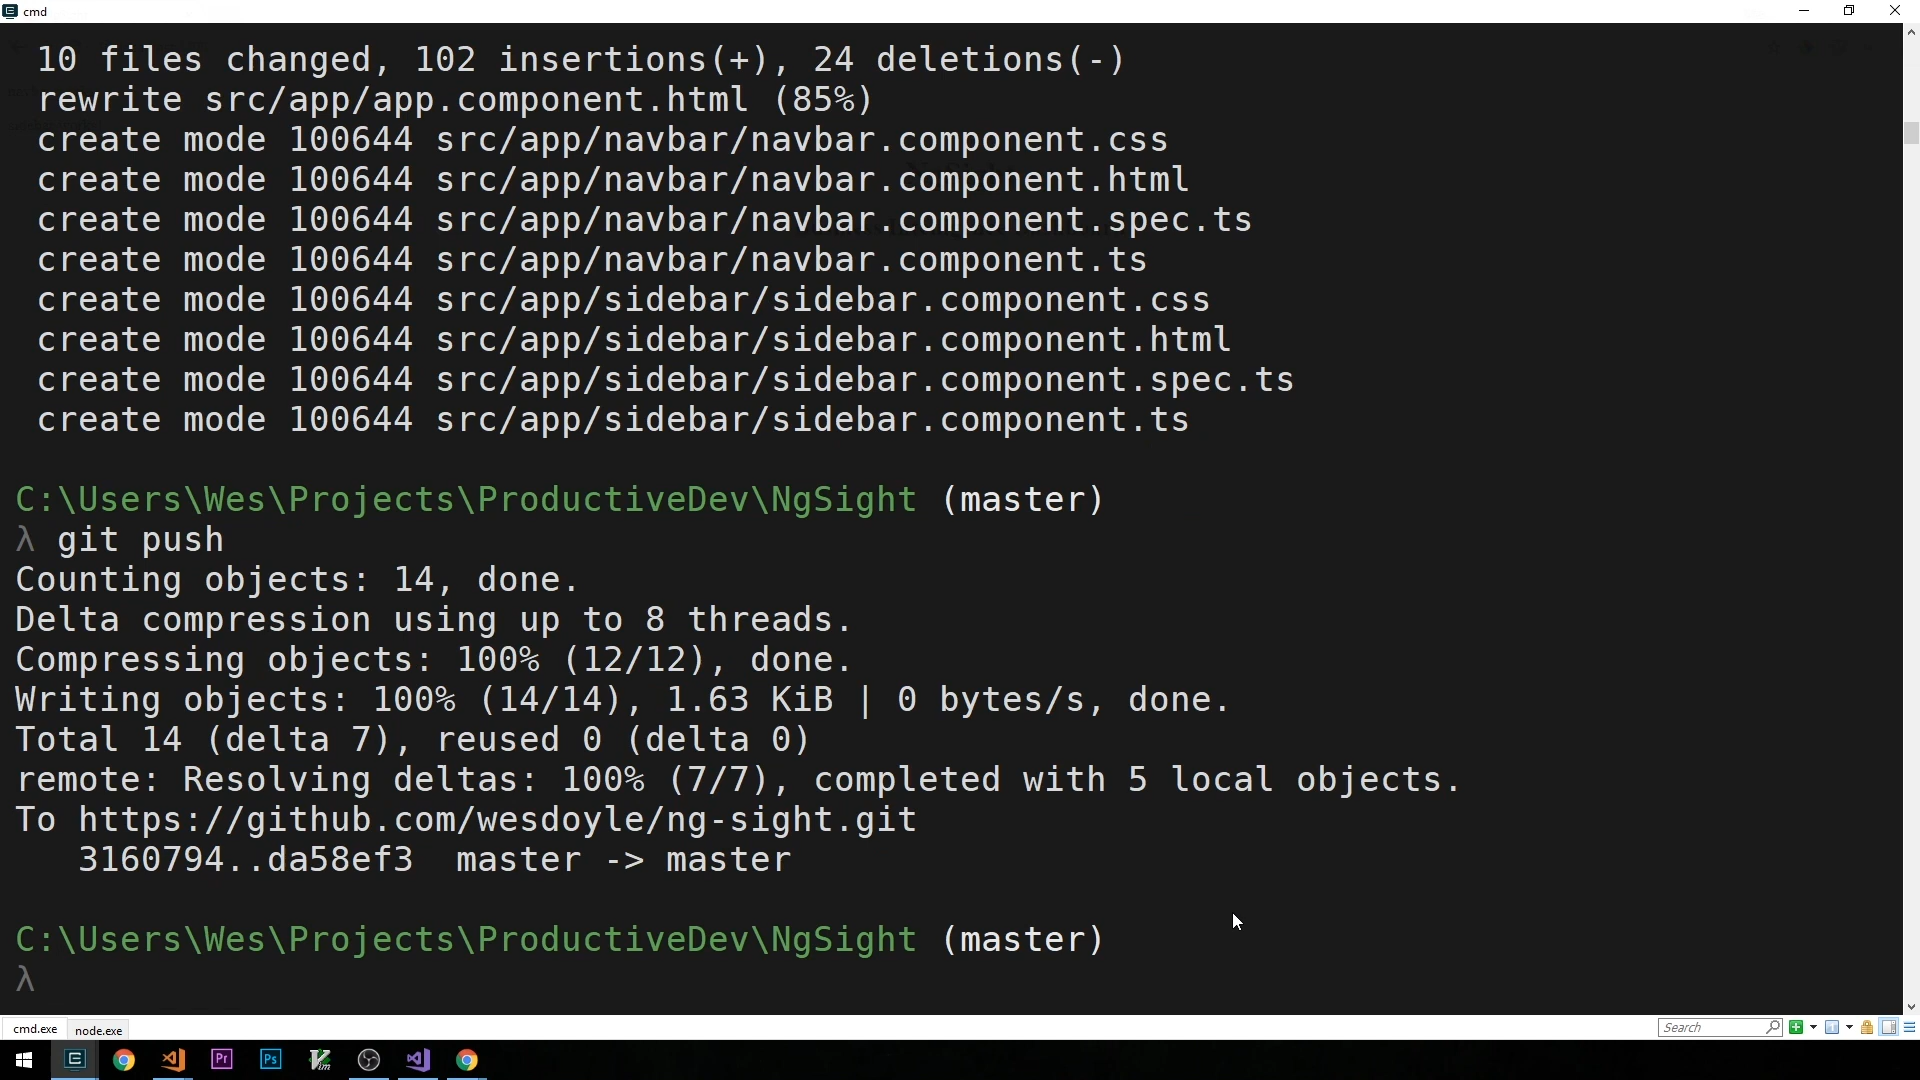 cmd
10 files changed, 102 insertions(+), 24 deletions(-)
rewrite src/app/app.component.html (85%)
create mode 100644 src/app/navbar/navbar.component.css
create mode 100644 src/app/navbar/navbar.component.html
create mode 100644 src/app/navbar/navbar.component.spec.ts
create mode 100644 src/app/navbar/navbar.component.ts
create mode 100644 src/app/sidebar/sidebar.component.css
create mode 100644 src/app/sidebar/sidebar.component.html
create mode 100644 src/app/sidebar/sidebar.component.spec.ts
create mode 100644 src/app/sidebar/sidebar.component.ts
C:\Users\Wes\Projects\ProductiveDev\NgSight (master)
λ git push
Counting objects: 14, done.
Delta compression using up to 8 threads.
Compressing objects: 100% (12/12), done.
Writing objects: 100% (14/14), 1.63 KiB | 0 bytes/s, done.
Total 14 (delta 7), reused 0 (delta 0)
remote: Resolving deltas: 100% (7/7), completed with 5 local objects.
To https://github.com/wesdoyle/ng-sight.git
3160794..da58ef3  master -> master
C:\Users\Wes\Projects\ProductiveDev\NgSight (master)
λ
cmd.exe node.exe Search
Pr Ps Vim